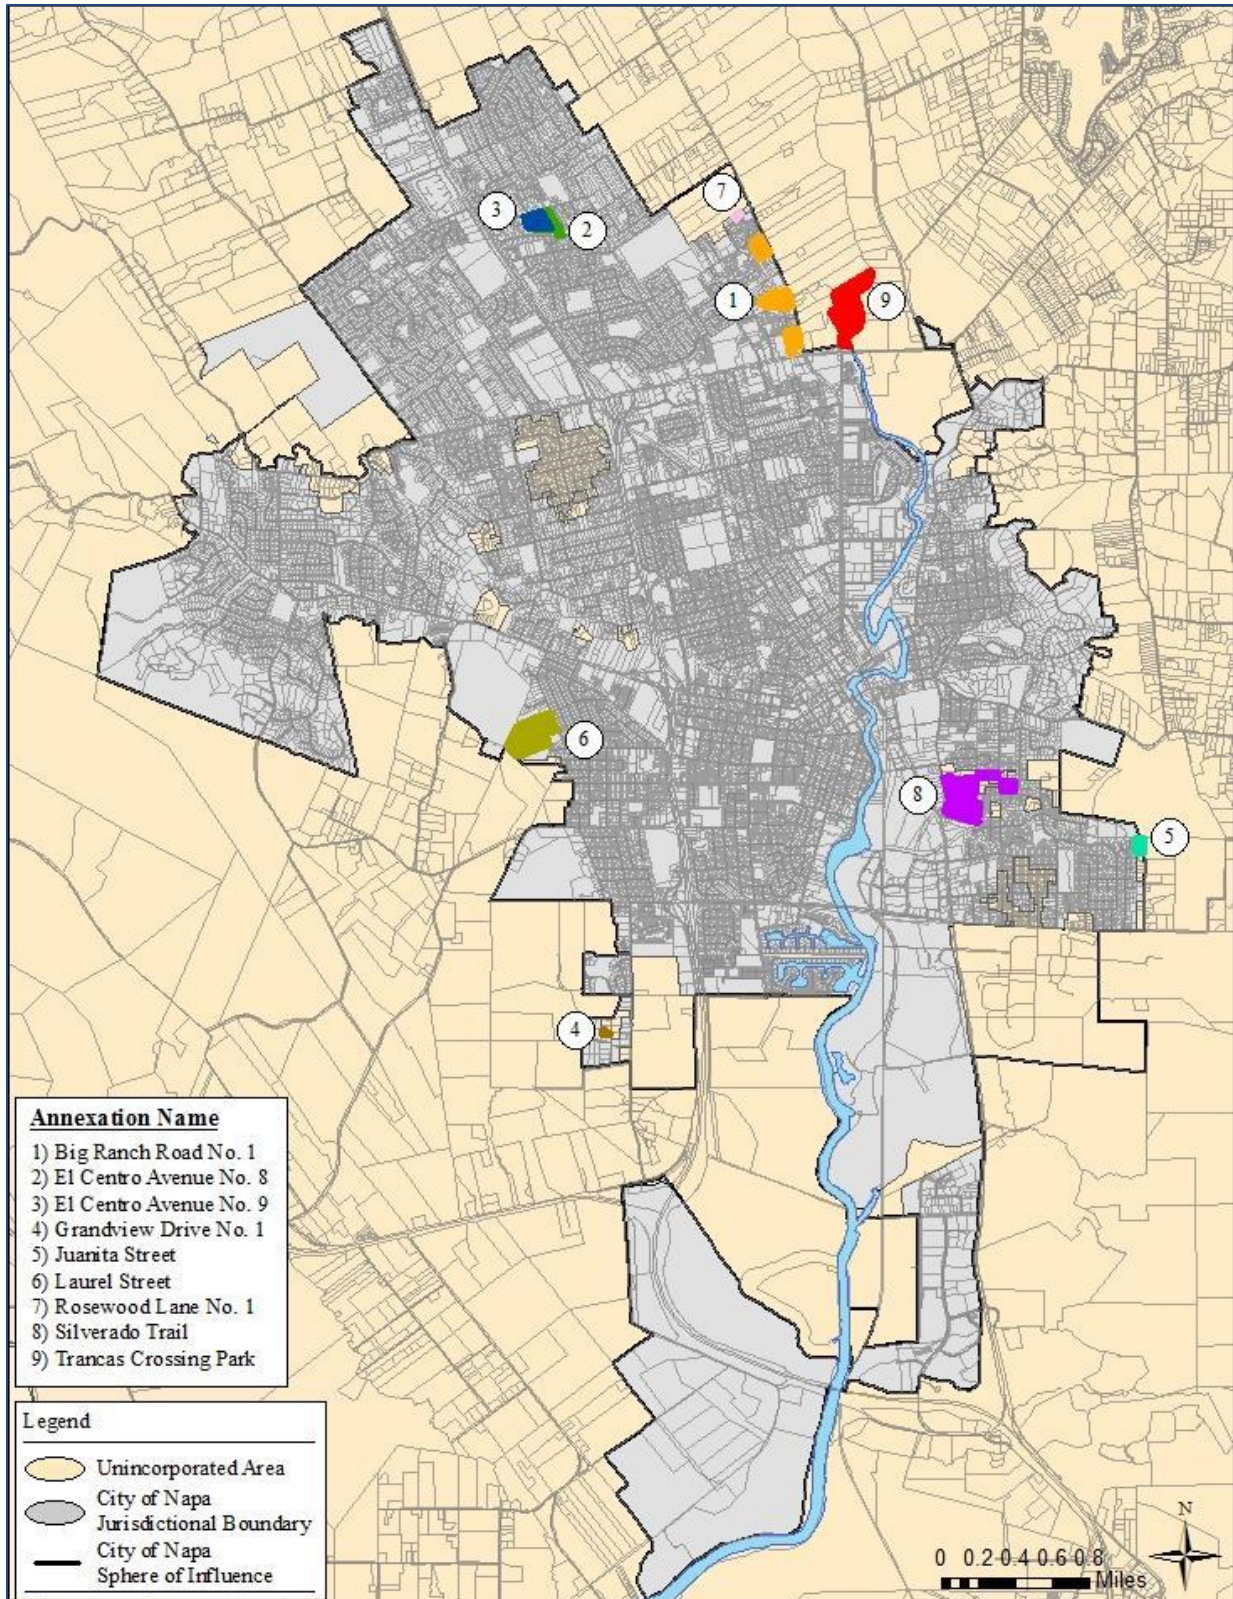 7
3
2
1
9
6
8
5
4
Annexation Name
1) Big Ranch Road No. 1
2) El Centro Avenue No. 8
3) El Centro Avenue No. 9
4) Grandview Drive No. 1
5) Juanita Street
6) Laurel Street
7) Rosewood Lane No. 1
8) Silverado Trail
9) Trancas Crossing Park
Legend
Unincorporated Area
City of Napa
Jurisdictional Boundary
City of Napa
Sphere of Influence
N
0 0.2 0.4 0.6 0.8
Miles